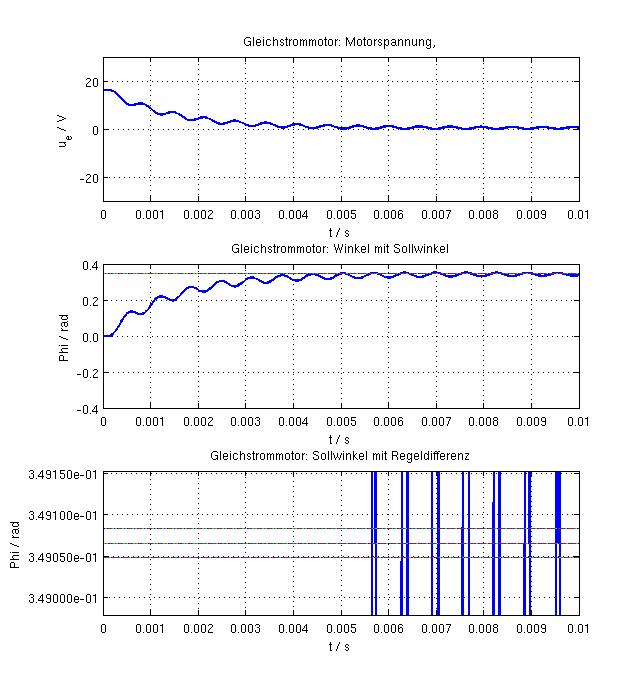 Gleichstrommotor: Motorspannung,
20
0
-20
u_e / V
0 0.001 0.002 0.003 0.004 0.005 0.006 0.007 0.008 0.009 0.01
t / s
Gleichstrommotor: Winkel mit Sollwinkel
0.4
0.2
0.0
-0.2
-0.4
Phi / rad
0 0.001 0.002 0.003 0.004 0.005 0.006 0.007 0.008 0.009 0.01
t / s
Gleichstrommotor: Sollwinkel mit Regeldifferenz
3.49150e-01
3.49100e-01
3.49050e-01
3.49000e-01
Phi / rad
0 0.001 0.002 0.003 0.004 0.005 0.006 0.007 0.008 0.009 0.01
t / s